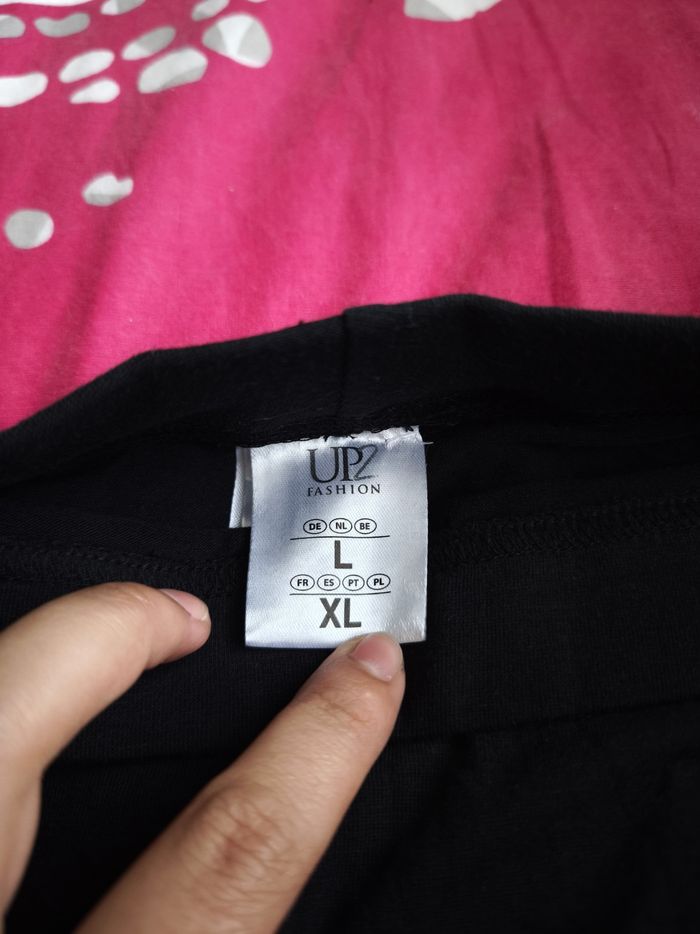 UP2
FASHION
DE NL BE
L
FR ES PT PL
XL